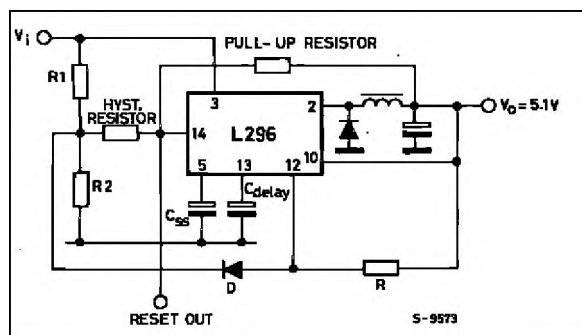 Vi
PULL-UP RESISTOR
R1
HYST.
RESISTOR
3
2
Vo = 5.1V
14
L296
10
5
13
12
R2
Css
Cdelay
D
R
RESET OUT
S-9573